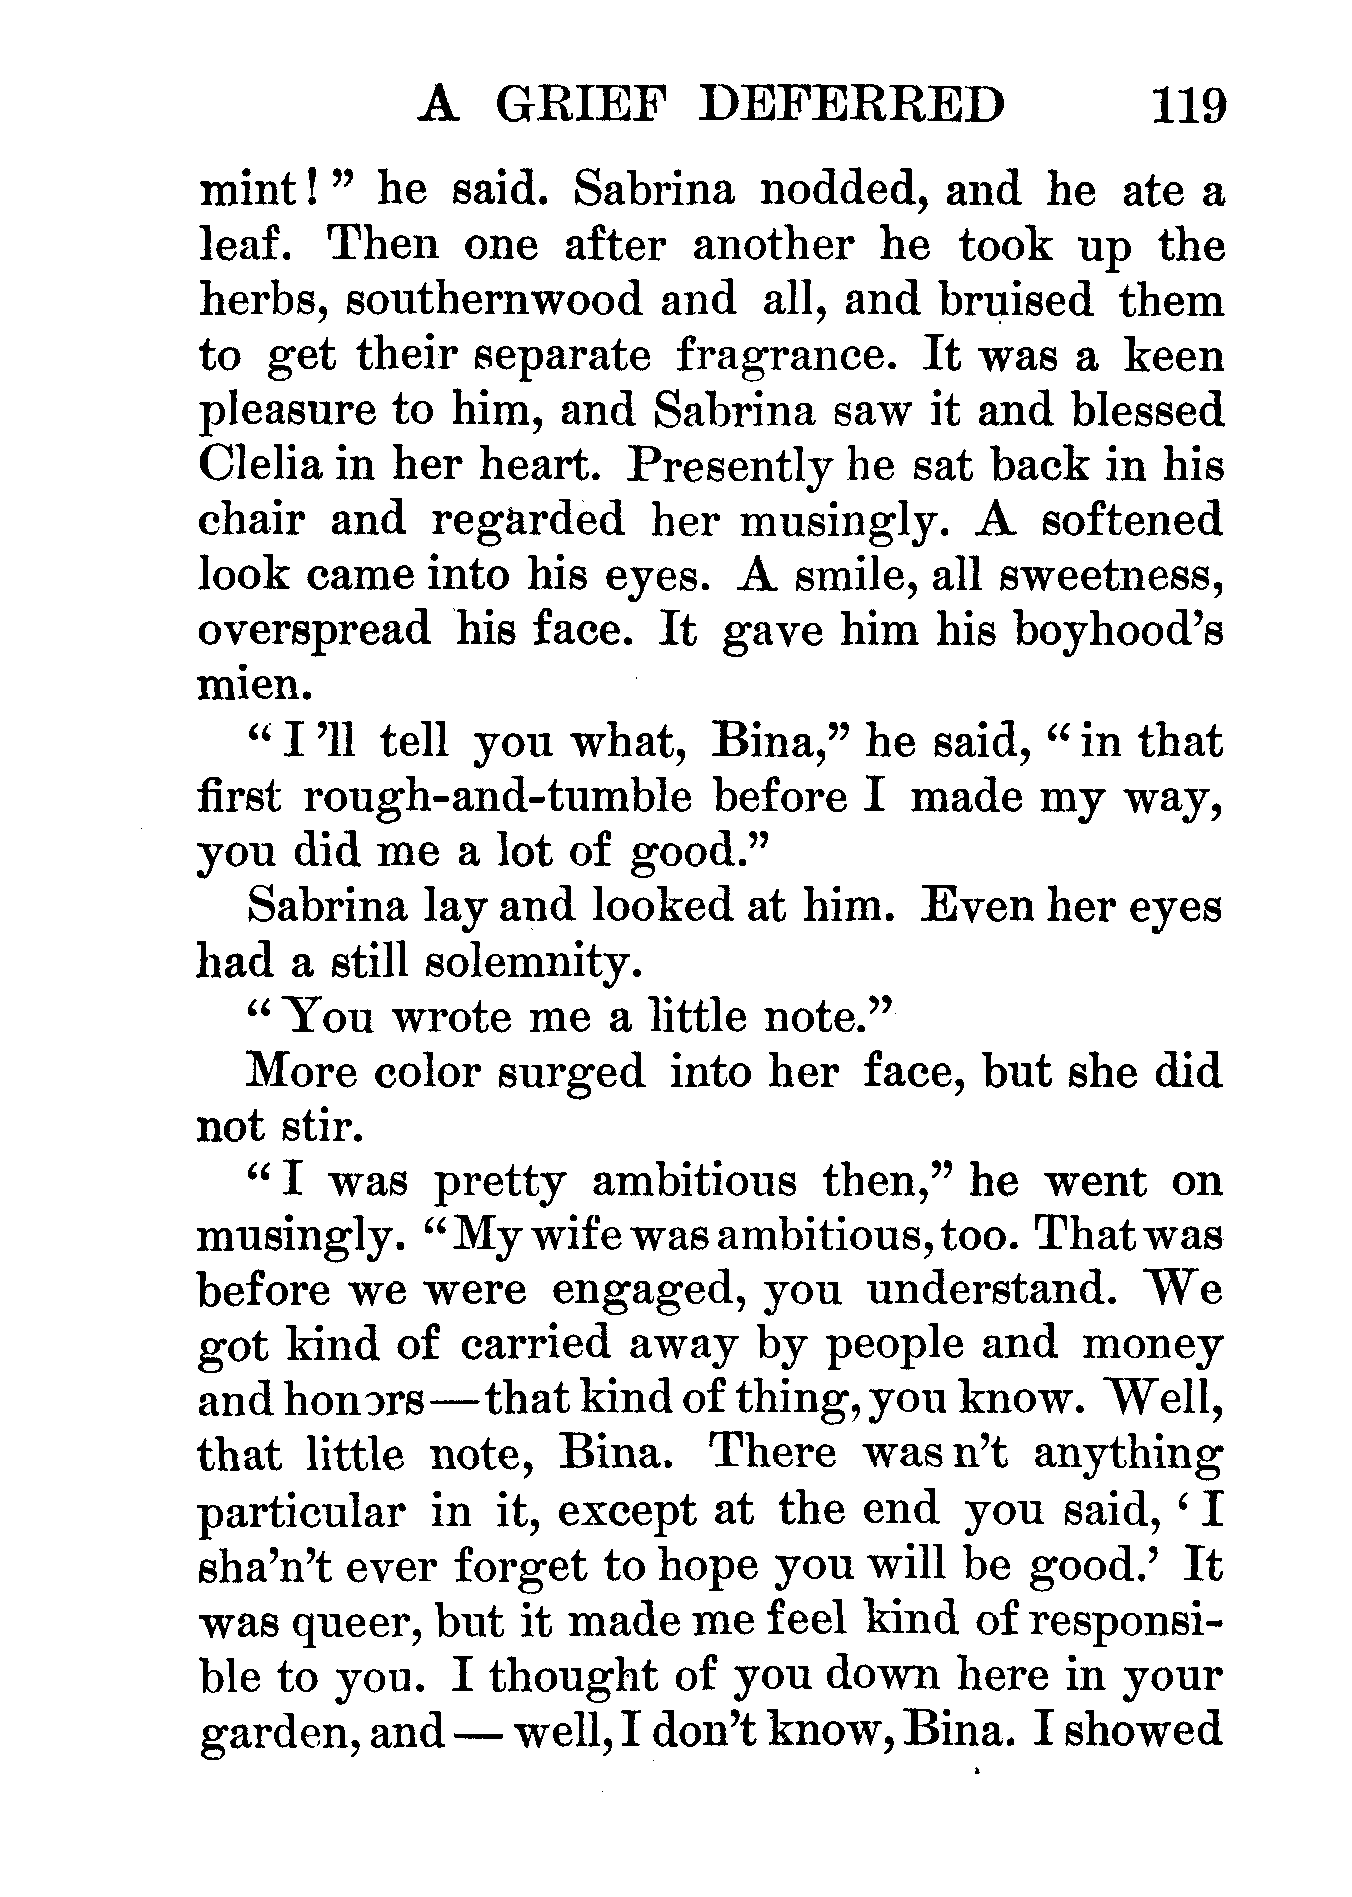 A GRIEF DEFERRED 119
mint!" he said. Sabrina nodded, and he ate a
leaf. Then one after another he took up the
herbs, southernwood and all, and bruised them
to get their separate fragrance. It was a keen
pleasure to him, and Sabrina saw it and blessed
Clelia in her heart. Presently he sat back in his
chair and regarded her musingly. A softened
look came into his eyes. A smile, all sweetness,
overspread his face. It gave him his boyhood's
mien.
"I'll tell you what, Bina," he said, "in that
first rough-and-tumble before I made my way,
you did me a lot of good."
Sabrina lay and looked at him. Even her eyes
had a still solemnity.
"You wrote me a little note."
More color surged into her face, but she did
not stir.
"I was pretty ambitious then," he went on
musingly. "My wife was ambitious, too. That was
before we were engaged, you understand. We
got kind of carried away by people and money
and honors—that kind of thing, you know. Well,
that little note, Bina. There was n't anything
particular in it, except at the end you said, 'I
sha'n't ever forget to hope you will be good.' It
was queer, but it made me feel kind of responsi-
ble to you. I thought of you down here in your
garden, and — well, I don't know, Bina. I showed